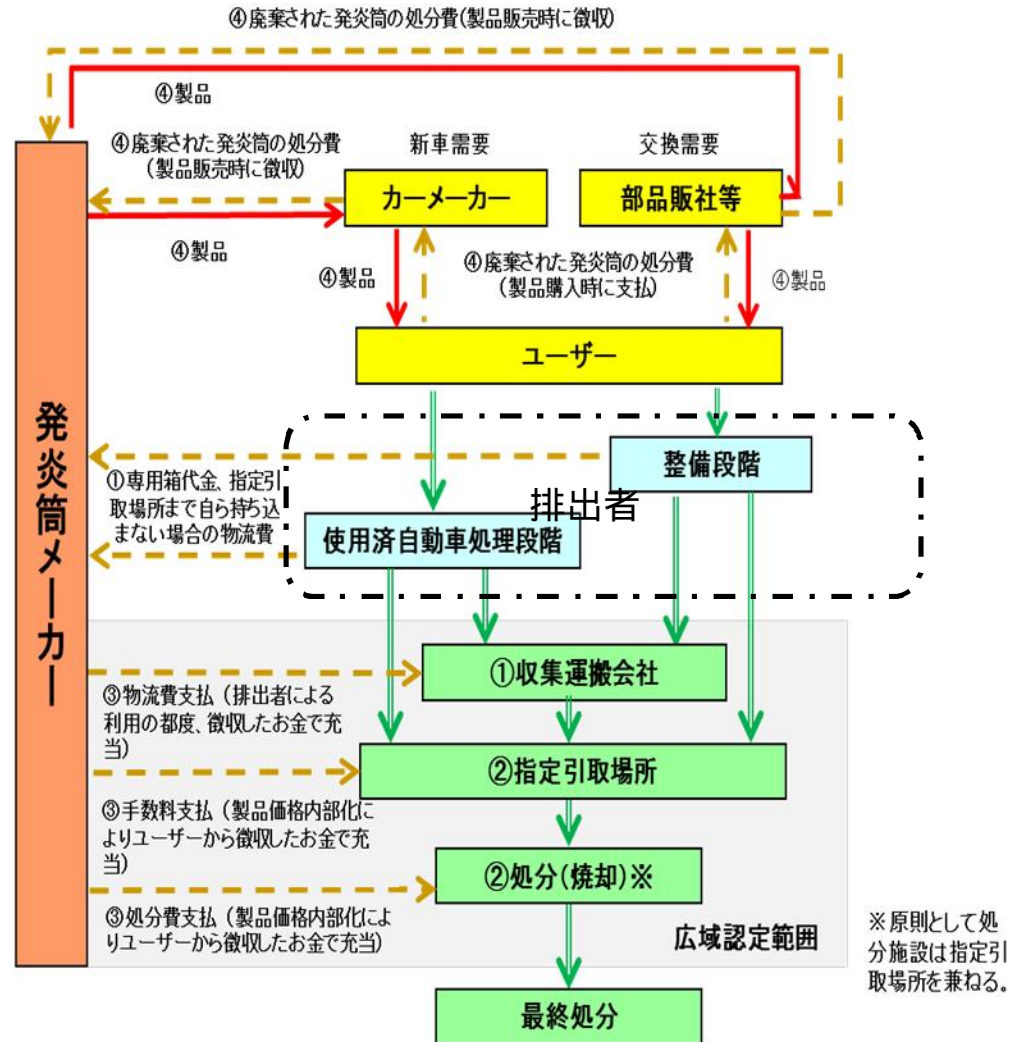 ④廃棄された発炎筒の処分費(製品販売時に徴収)
④製品
④廃棄された発炎筒の処分費
(製品販売時に徴収)
新車需要
交換需要
カーメーカー
部品販社等
④製品
④製品
④廃棄された発炎筒の処分費
(製品購入時に支払)
④製品
ユーザー
発炎筒メーカー
整備段階
①専用箱代金、指定引
取場所まで自ら持ち込
まない場合の物流費
排出者
使用済自動車処理段階
①収集運搬会社
③物流費支払(排出者による
利用の都度、徴収したお金で充
当)
②指定引取場所
③手数料支払(製品価格内部化に
よりユーザーから徴収したお金で充
当)
②処分(焼却)※
③処分費支払(製品価格内部化によ
りユーザーから徴収したお金で充当)
広域認定範囲
※原則として処
分施設は指定引
取場所を兼ねる。
最終処分